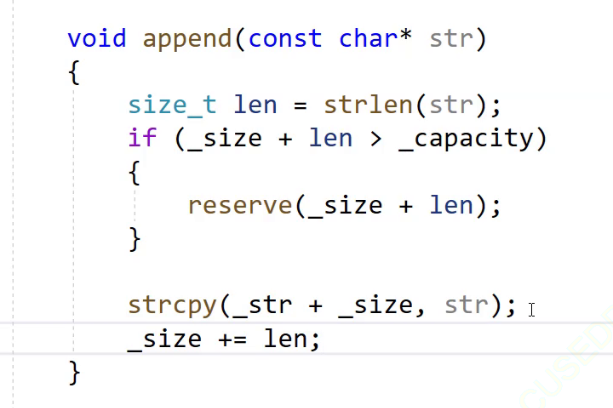 void append(const char* str)
{
size_t len = strlen(str);
if (_size + len > _capacity)
{
reserve(_size + len);
}
strcpy(_str + _size, str);
_size += len;
}